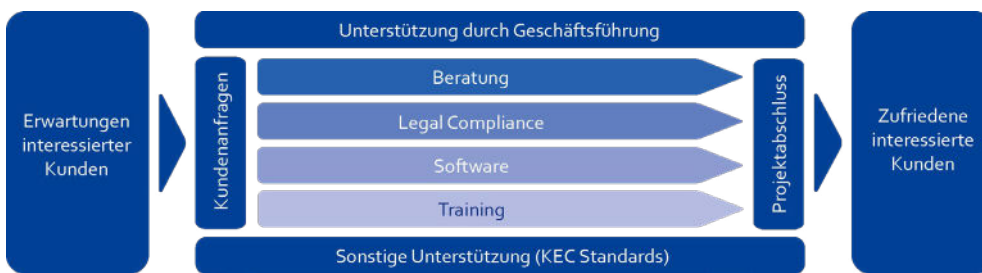 Erwartungen
interessierter
Kunden
Unterstützung durch Geschäftsführung
Kundenanfragen
Beratung
Legal Compliance
Software
Training
Projektabschluss
Sonstige Unterstützung (KEC Standards)
Zufriedene
interessierte
Kunden